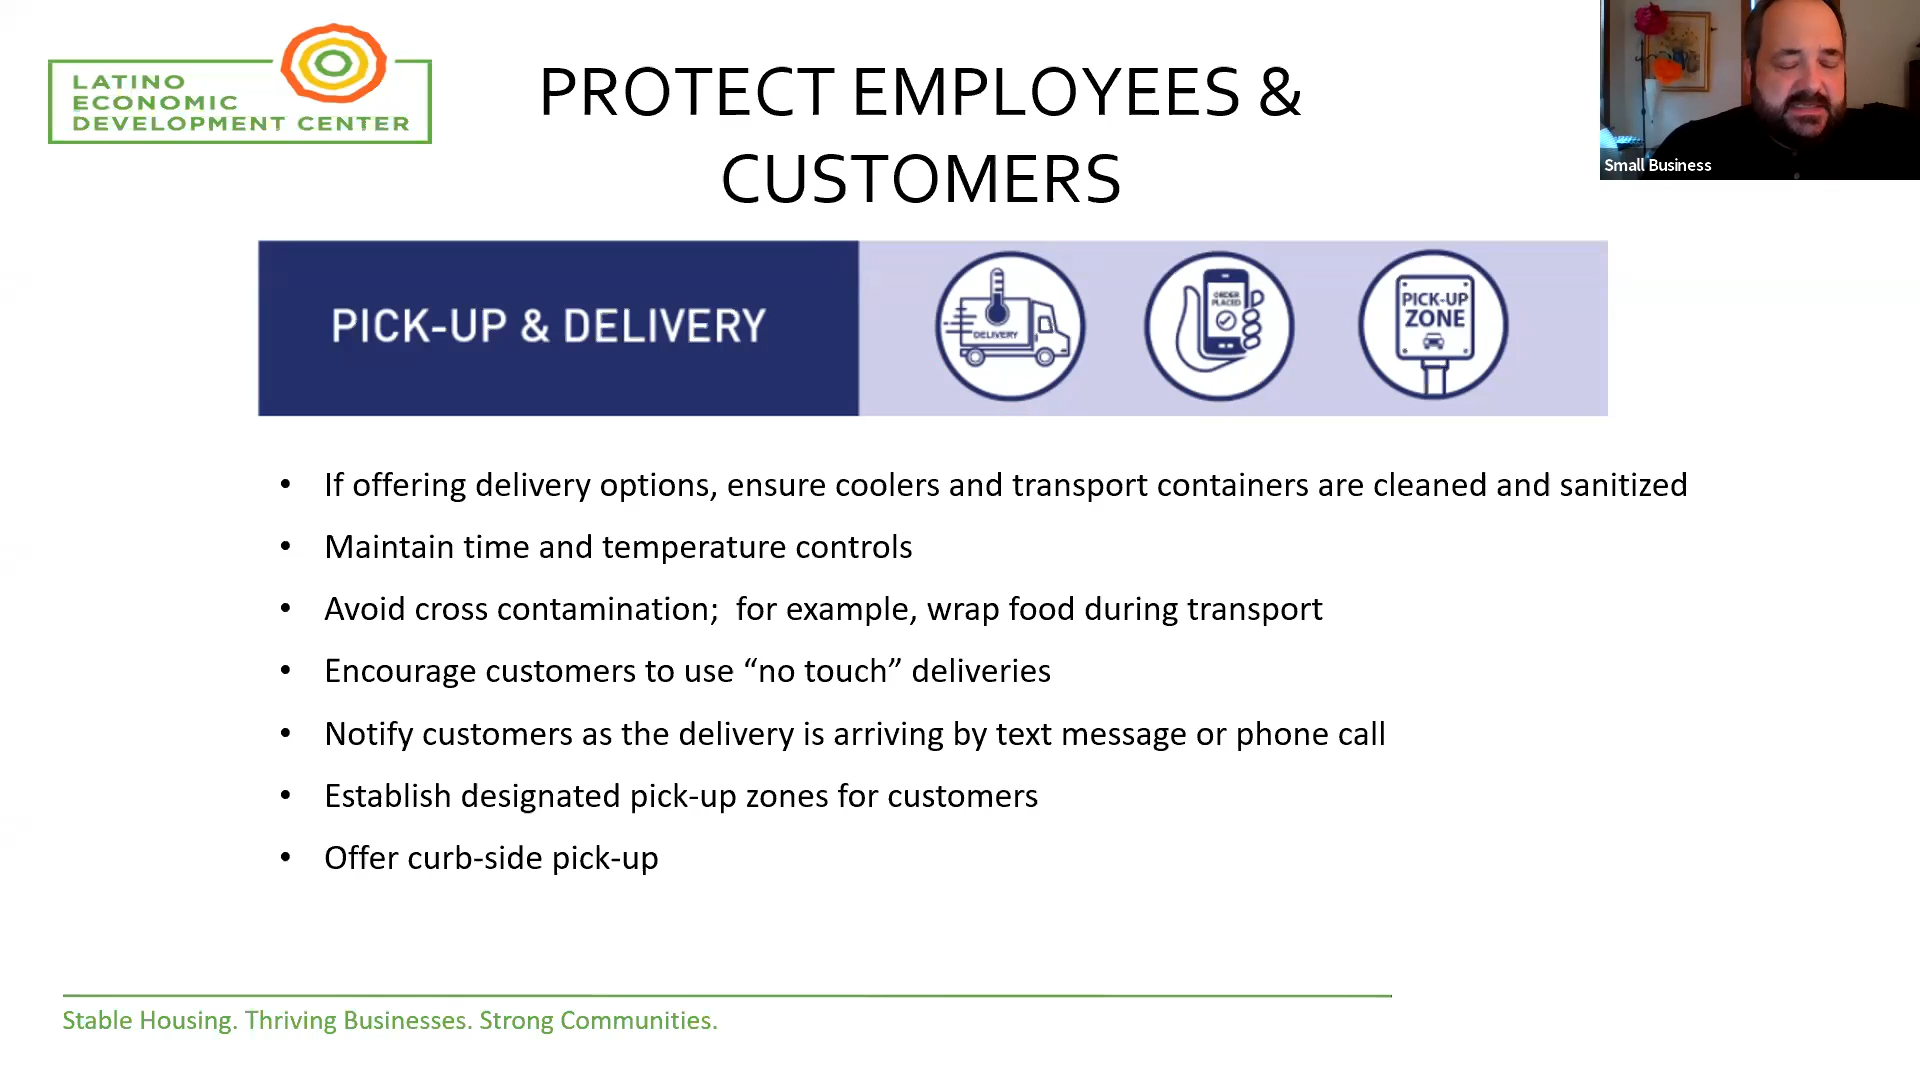 LATINO
ECONOMIC
DEVELOPMENT CENTER
PROTECT EMPLOYEES &
CUSTOMERS
Small Business
PICK-UP & DELIVERY
DELIVERY
ORDER
PLACED
PICK-UP
ZONE
• If offering delivery options, ensure coolers and transport containers are cleaned and sanitized
• Maintain time and temperature controls
• Avoid cross contamination;  for example, wrap food during transport
• Encourage customers to use “no touch” deliveries
• Notify customers as the delivery is arriving by text message or phone call
• Establish designated pick-up zones for customers
• Offer curb-side pick-up
Stable Housing. Thriving Businesses. Strong Communities.